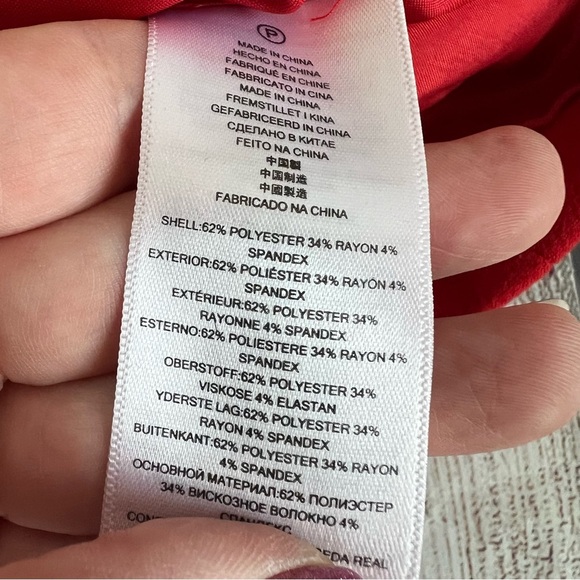 P
MADE IN CHINA
HECHO EN CHINA
FABRIQUÉ EN CHINE
FABBRICATO IN CINA
MADE IN CHINA
FREMSTILLET I KINA
GEFABRICEERD IN CHINA
СДЕЛАНО В КИТАЕ
FEITO NA CHINA
中国製
中国制造
中國製造
FABRICADO NA CHINA
SHELL:62% POLYESTER 34% RAYON 4%
SPANDEX
EXTERIOR:62% POLIÉSTER 34% RAYON 4%
SPANDEX
EXTÉRIEUR:62% POLYESTER 34%
RAYONNE 4% SPANDEX
ESTERNO:62% POLIESTERE 34% RAYON 4%
SPANDEX
OBERSTOFF:62% POLYESTER 34%
VISKOSE 4% ELASTAN
YDERSTE LAG:62% POLYESTER 34%
RAYON 4% SPANDEX
BUITENKANT:62% POLYESTER 34% RAYON
4% SPANDEX
ОСНОВНОЙ МАТЕРИАЛ:62% ПОЛИЭСТЕР
34% ВИСКОЗНОЕ ВОЛОКНО 4%
СПАНДЕКС
REAL